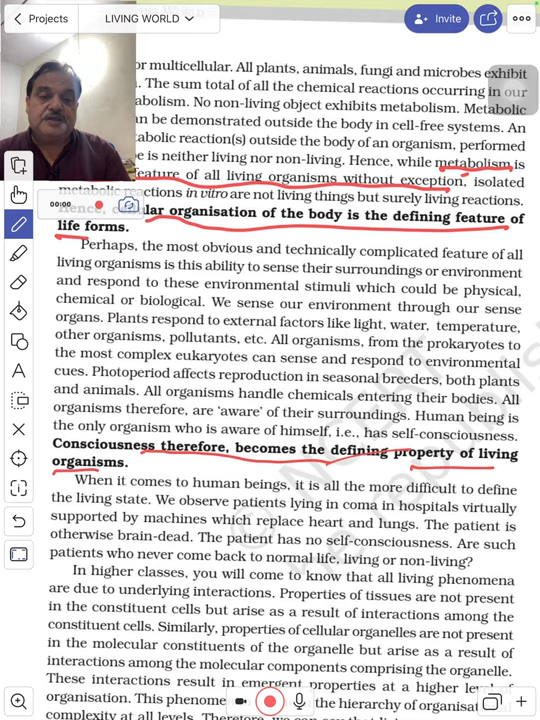 Projects
LIVING WORLD
Invite
or multicellular. All plants, animals, fungi and microbes exhibit
. The sum total of all the chemical reactions occurring in our
abolism. No non-living object exhibits metabolism. Metabolic
an be demonstrated outside the body in cell-free systems. An
tabolic reaction(s) outside the body of an organism, performed
e is neither living nor non-living. Hence, while metabolism is
eature of all living organisms without exception, isolated
metabolic reactions in vitro are not living things but surely living reactions.
00:00
Hence, cellular organisation of the body is the defining feature of
life forms.
Perhaps, the most obvious and technically complicated feature of all
living organisms is this ability to sense their surroundings or environment
and respond to these environmental stimuli which could be physical,
chemical or biological. We sense our environment through our sense
organs. Plants respond to external factors like light, water, temperature,
other organisms, pollutants, etc. All organisms, from the prokaryotes to
the most complex eukaryotes can sense and respond to environmental
cues. Photoperiod affects reproduction in seasonal breeders, both plants
and animals. All organisms handle chemicals entering their bodies. All
organisms therefore, are ‘aware’ of their surroundings. Human being is
the only organism who is aware of himself, i.e., has self-consciousness.
Consciousness therefore, becomes the defining property of living
organisms.
When it comes to human beings, it is all the more difficult to define
the living state. We observe patients lying in coma in hospitals virtually
supported by machines which replace heart and lungs. The patient is
otherwise brain-dead. The patient has no self-consciousness. Are such
patients who never come back to normal life, living or non-living?
In higher classes, you will come to know that all living phenomena
are due to underlying interactions. Properties of tissues are not present
in the constituent cells but arise as a result of interactions among the
constituent cells. Similarly, properties of cellular organelles are not present
in the molecular constituents of the organelle but arise as a result of
interactions among the molecular components comprising the organelle.
These interactions result in emergent properties at a higher level of
organisation. This phenome the hierarchy of organisat
complexity at all levels. Therefore, we can say that